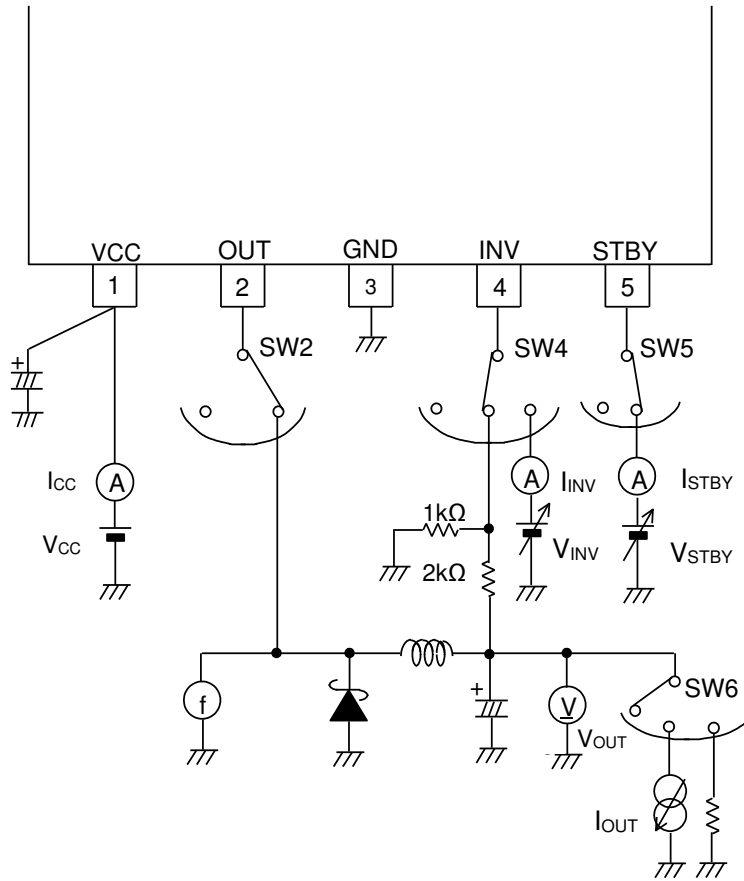 VCC OUT GND INV STBY
1 2 3 4 5
SW2 SW4 SW5
+
ICC A
A IINV A ISTBY
1kΩ
VCC VINV VSTBY
2kΩ
SW6
+
f V
VOUT
IOUT